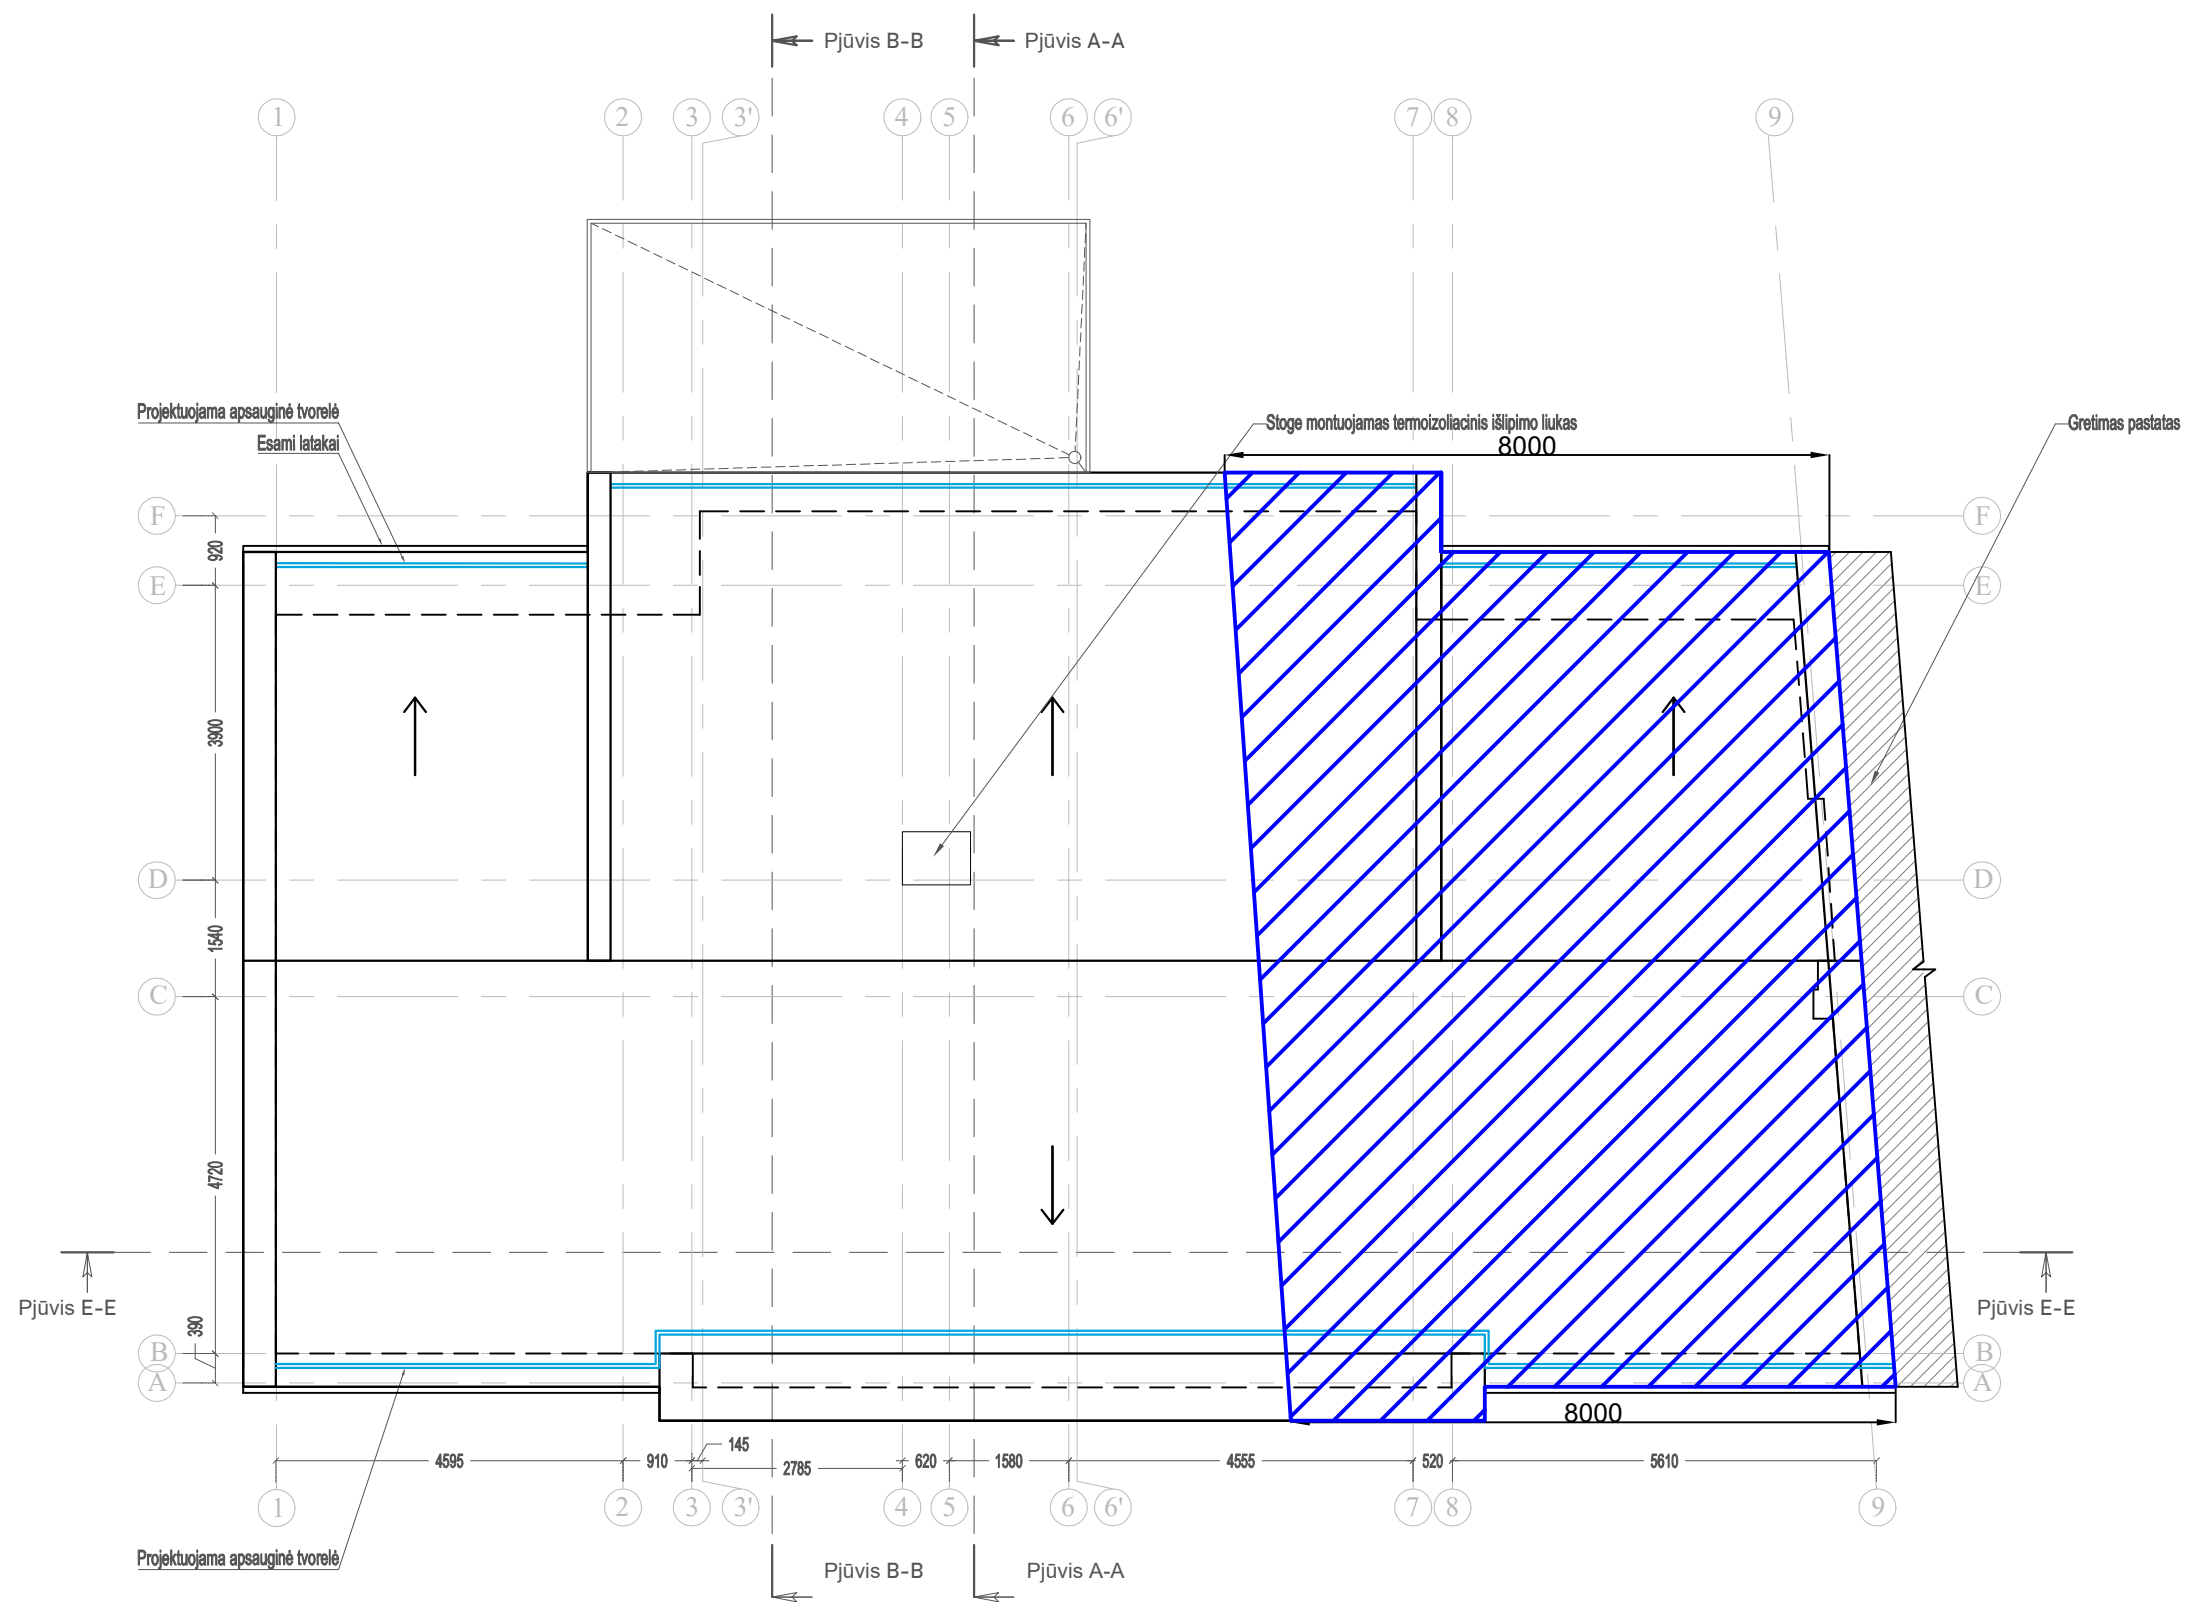 Pjūvis B-B
Pjūvis A-A
1
2
3
3'
4
5
6
6'
7
8
9
Projektuojama apsauginė tvorelė
Esami latakai
Stoge montuojamas termoizoliacinis išlipimo liukas
8000
Gretimas pastatas
F
F
920
E
E
3900
D
D
1540
C
C
4720
Pjūvis E-E
Pjūvis E-E
390
B
B
A
A
8000
4595
910
145
2785
620
1580
4555
520
5610
1
2
3
3'
4
5
6
6'
7
8
9
Projektuojama apsauginė tvorelė
Pjūvis B-B
Pjūvis A-A